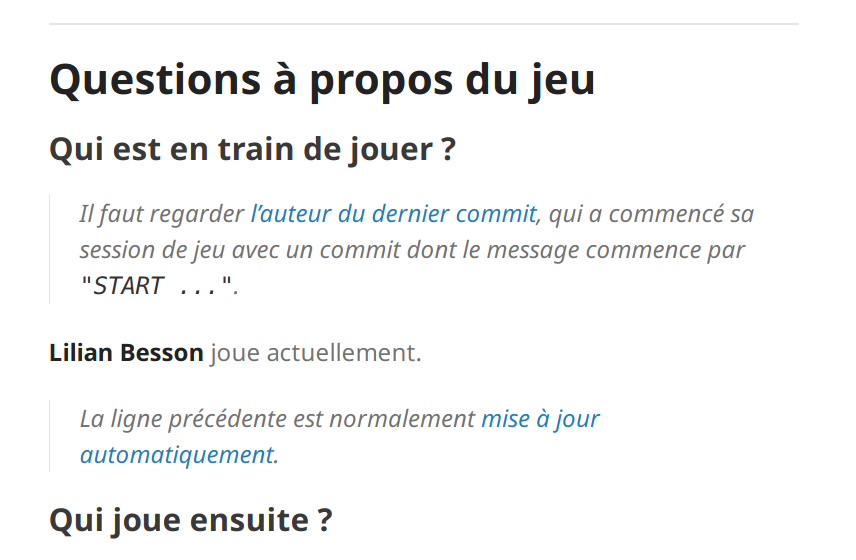 Questions à propos du jeu
Qui est en train de jouer ?
Il faut regarder l'auteur du dernier commit, qui a commencé sa
session de jeu avec un commit dont le message commence par
"START ...".
Lilian Besson joue actuellement.
La ligne précédente est normalement mise à jour
automatiquement.
Qui joue ensuite ?